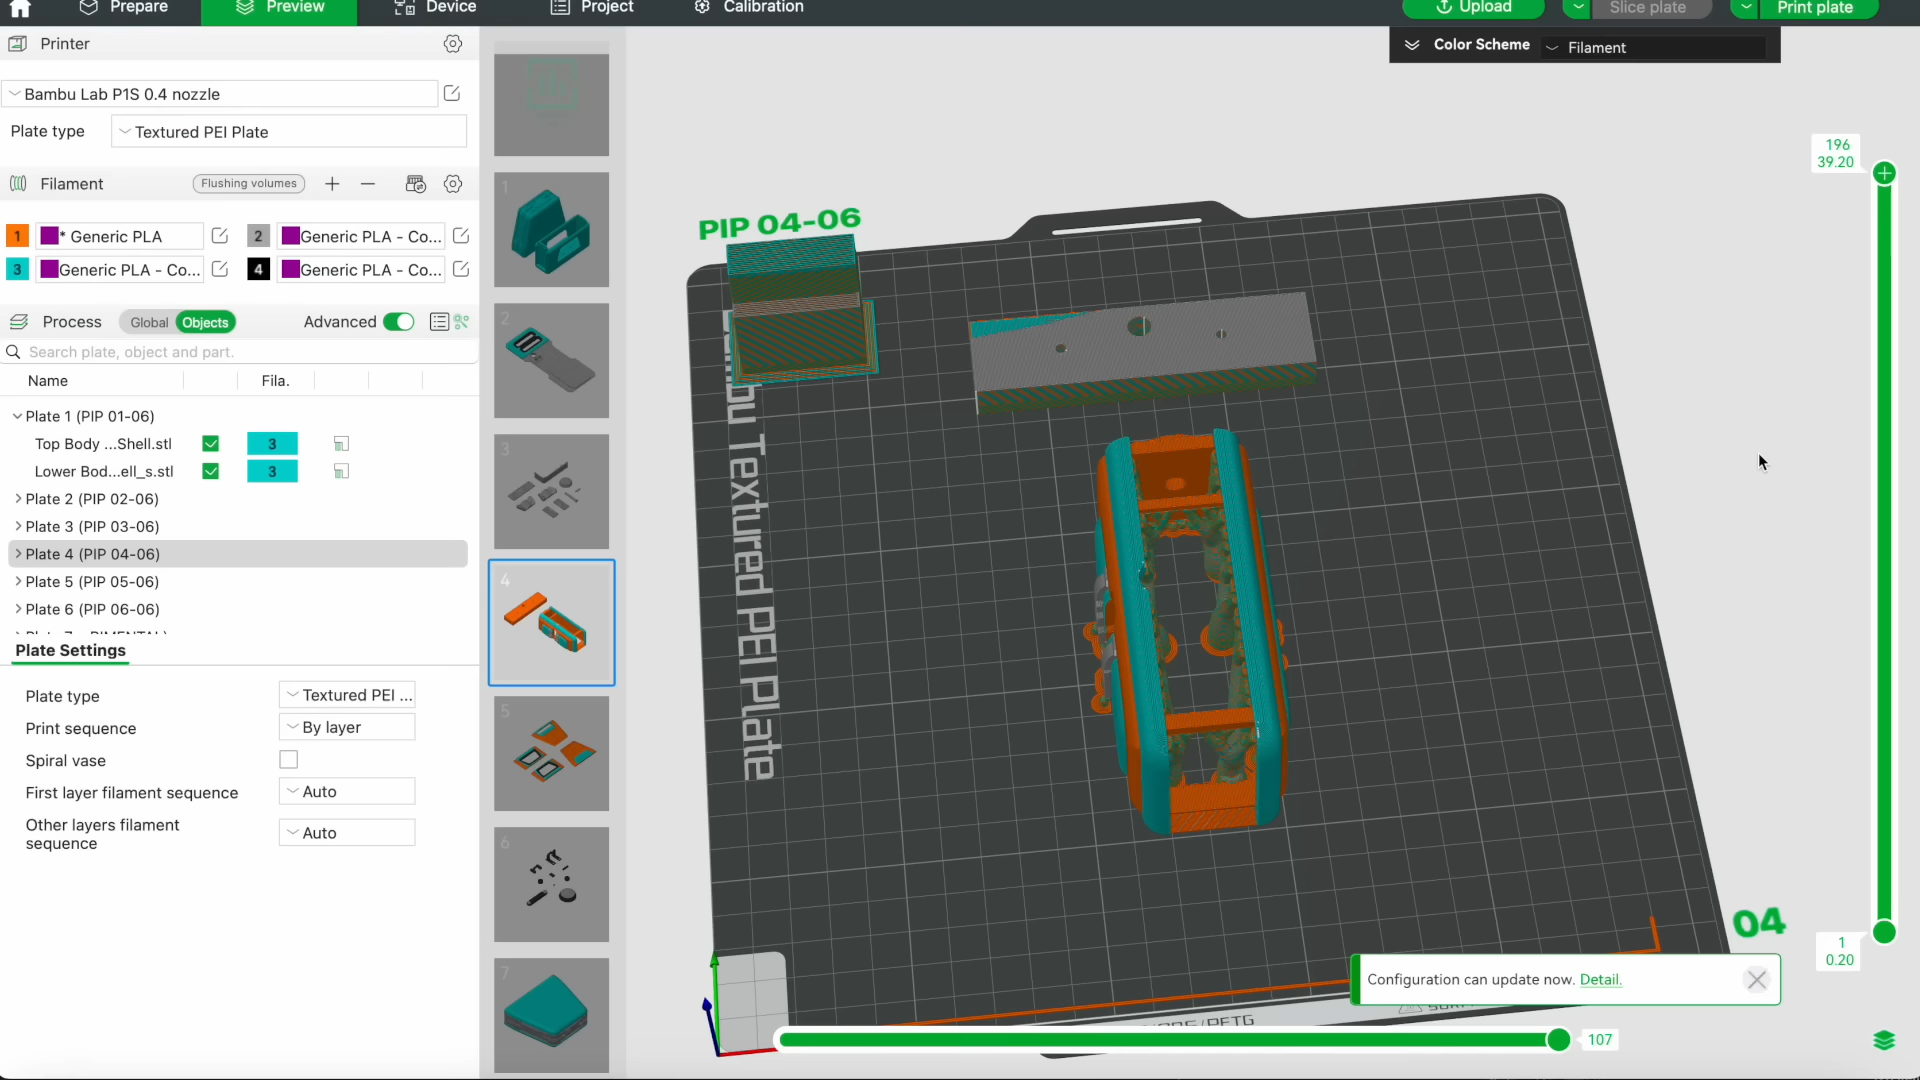 Prepare
Preview
Device
Project
Calibration
Upload
Slice plate
Print plate
Printer
Color Scheme
Filament
Bambu Lab P1S 0.4 nozzle
Plate type
Textured PEI Plate
Filament
Flushing volumes
1
* Generic PLA
2
Generic PLA - Co...
3
Generic PLA - Co...
4
Generic PLA - Co...
Process
Global
Objects
Advanced
Search plate, object and part.
Name
Fila.
Plate 1 (PIP 01-06)
Top Body ...Shell.stl
3
Lower Bod...ell_s.stl
3
Plate 2 (PIP 02-06)
Plate 3 (PIP 03-06)
Plate 4 (PIP 04-06)
Plate 5 (PIP 05-06)
Plate 6 (PIP 06-06)
Plate Settings
Plate type
Textured PEI ...
Print sequence
By layer
Spiral vase
First layer filament sequence
Auto
Other layers filament
sequence
Auto
1
2
3
4
5
6
7
PIP 04-06
Textured PEI Plate
196
39.20
04
1
0.20
Configuration can update now. Detail.
107